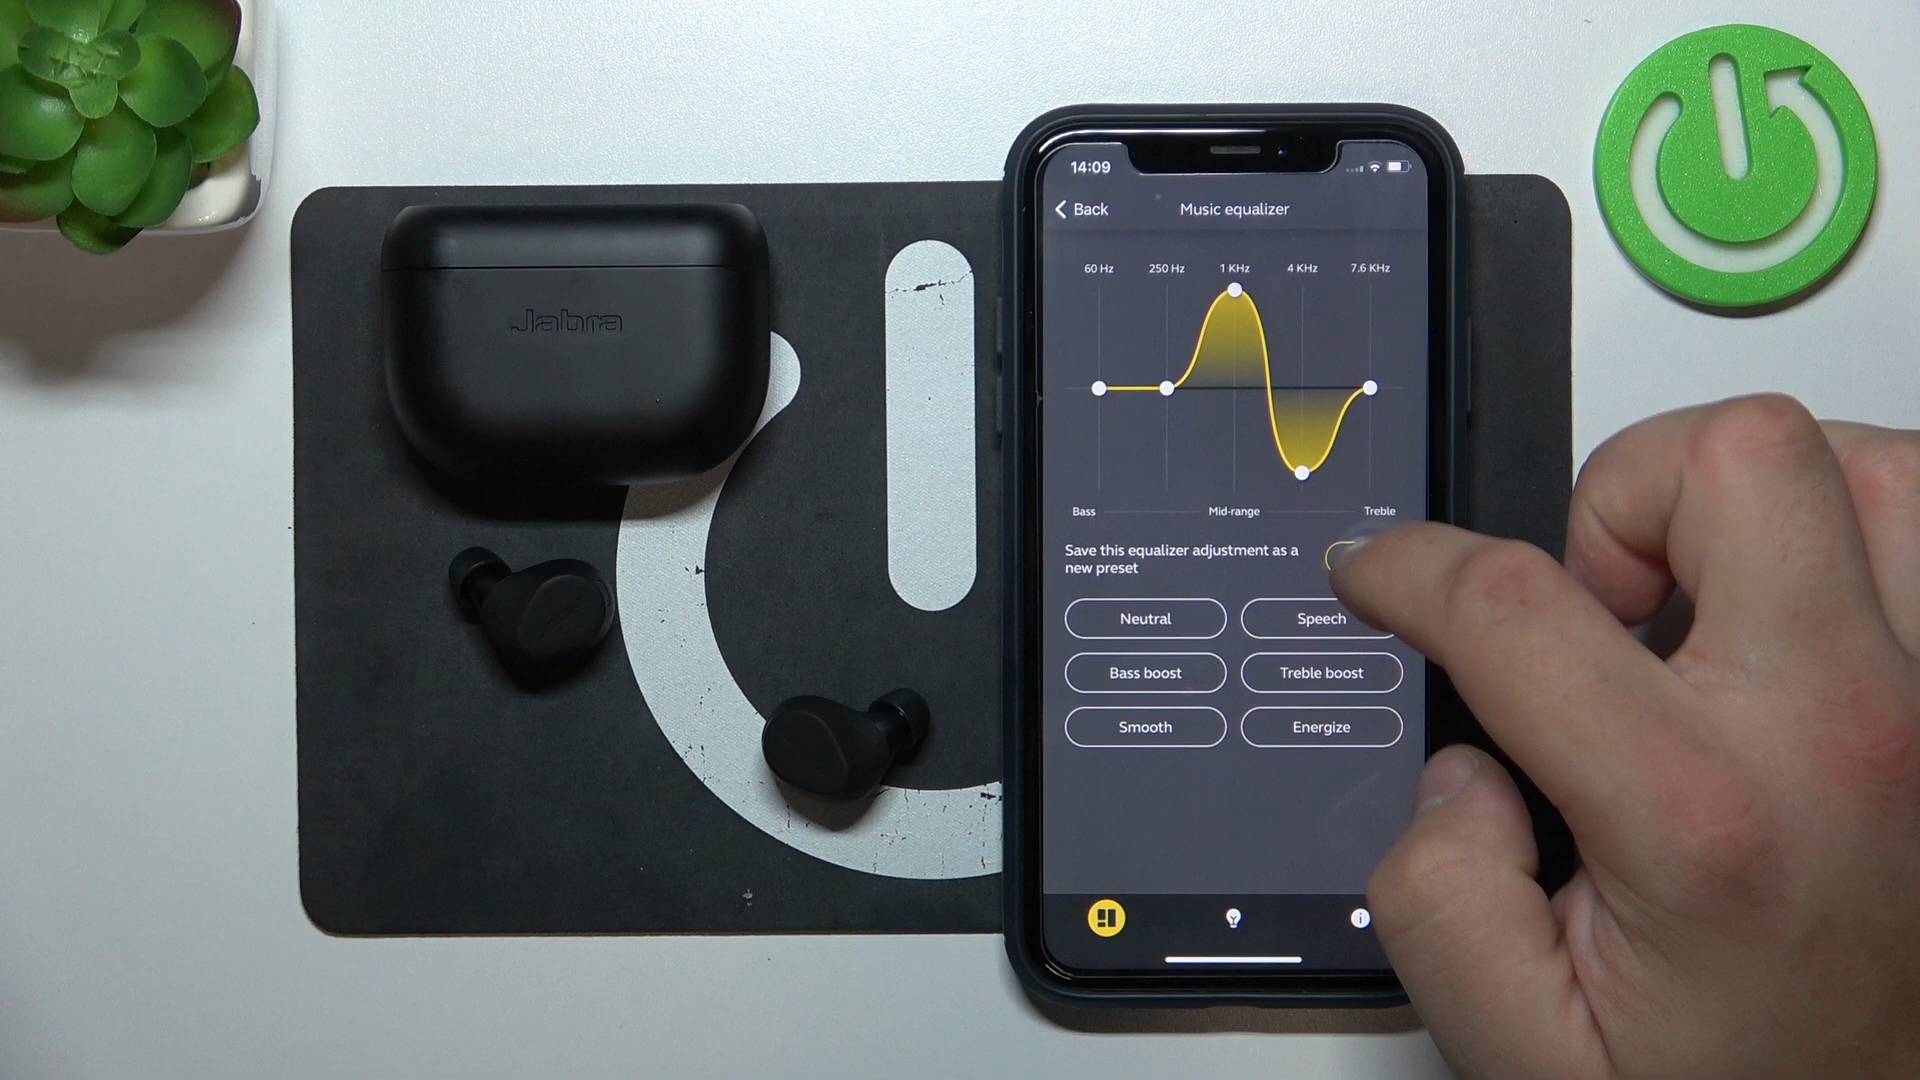 Jabra
14:09
Back
Music equalizer
60 Hz 250 Hz 1 KHz 4 KHz 7.6 KHz
Bass Mid-range Treble
Save this equalizer adjustment as a
new preset
Neutral Speech
Bass boost Treble boost
Smooth Energize